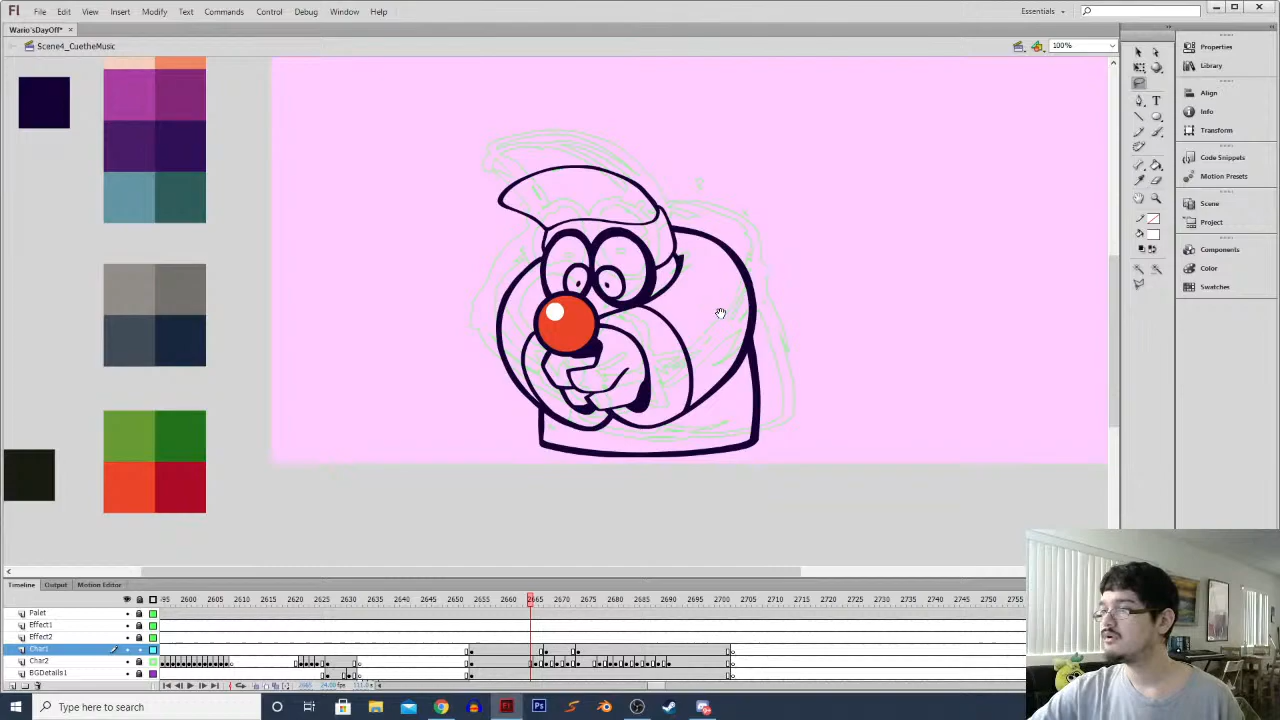 Fl File Edit View Insert Modify Text Commands Control Debug Window Help Essentials
Wario'sDayOff* ×
Scene4_CuetheMusic 100%
Properties
Library
Align
Info
Transform
Code Snippets
Motion Presets
Scene
Project
Components
Color
Swatches
Timeline Output Motion Editor
95 2600 2605 2610 2615 2620 2625 2630 2635 2640 2645 2650 2655 2660 2665 2670 2675 2680 2685 2690 2695 2700 2705 2710 2715 2720 2725 2730 2735 2740 2745 2750 2755
Palet
Effect1
Effect2
Char1
Char2
BGDetails1
Type here to search